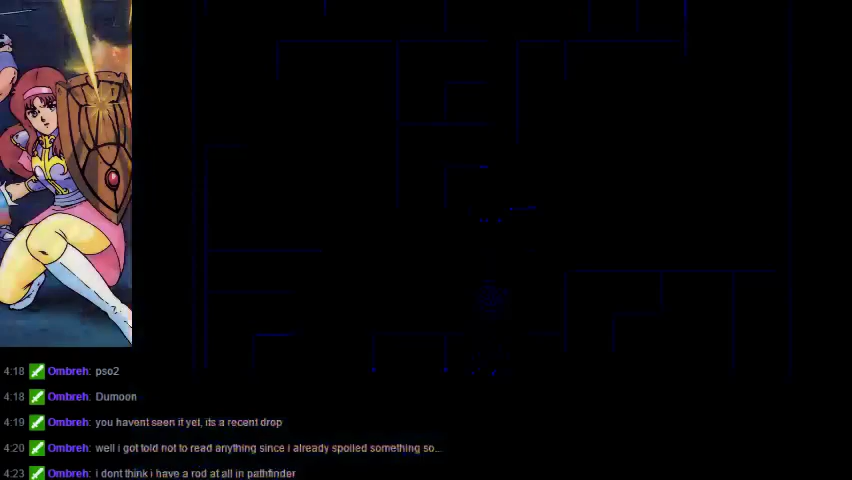 4:18 Ombreh: pso2
4:18 Ombreh: Dumoon
4:19 Ombreh: you havent seen it yet, its a recent drop
4:20 Ombreh: well i got told not to read anything since i already spoiled something so...
4:23 Ombreh: i dont think i have a rod at all in pathfinder